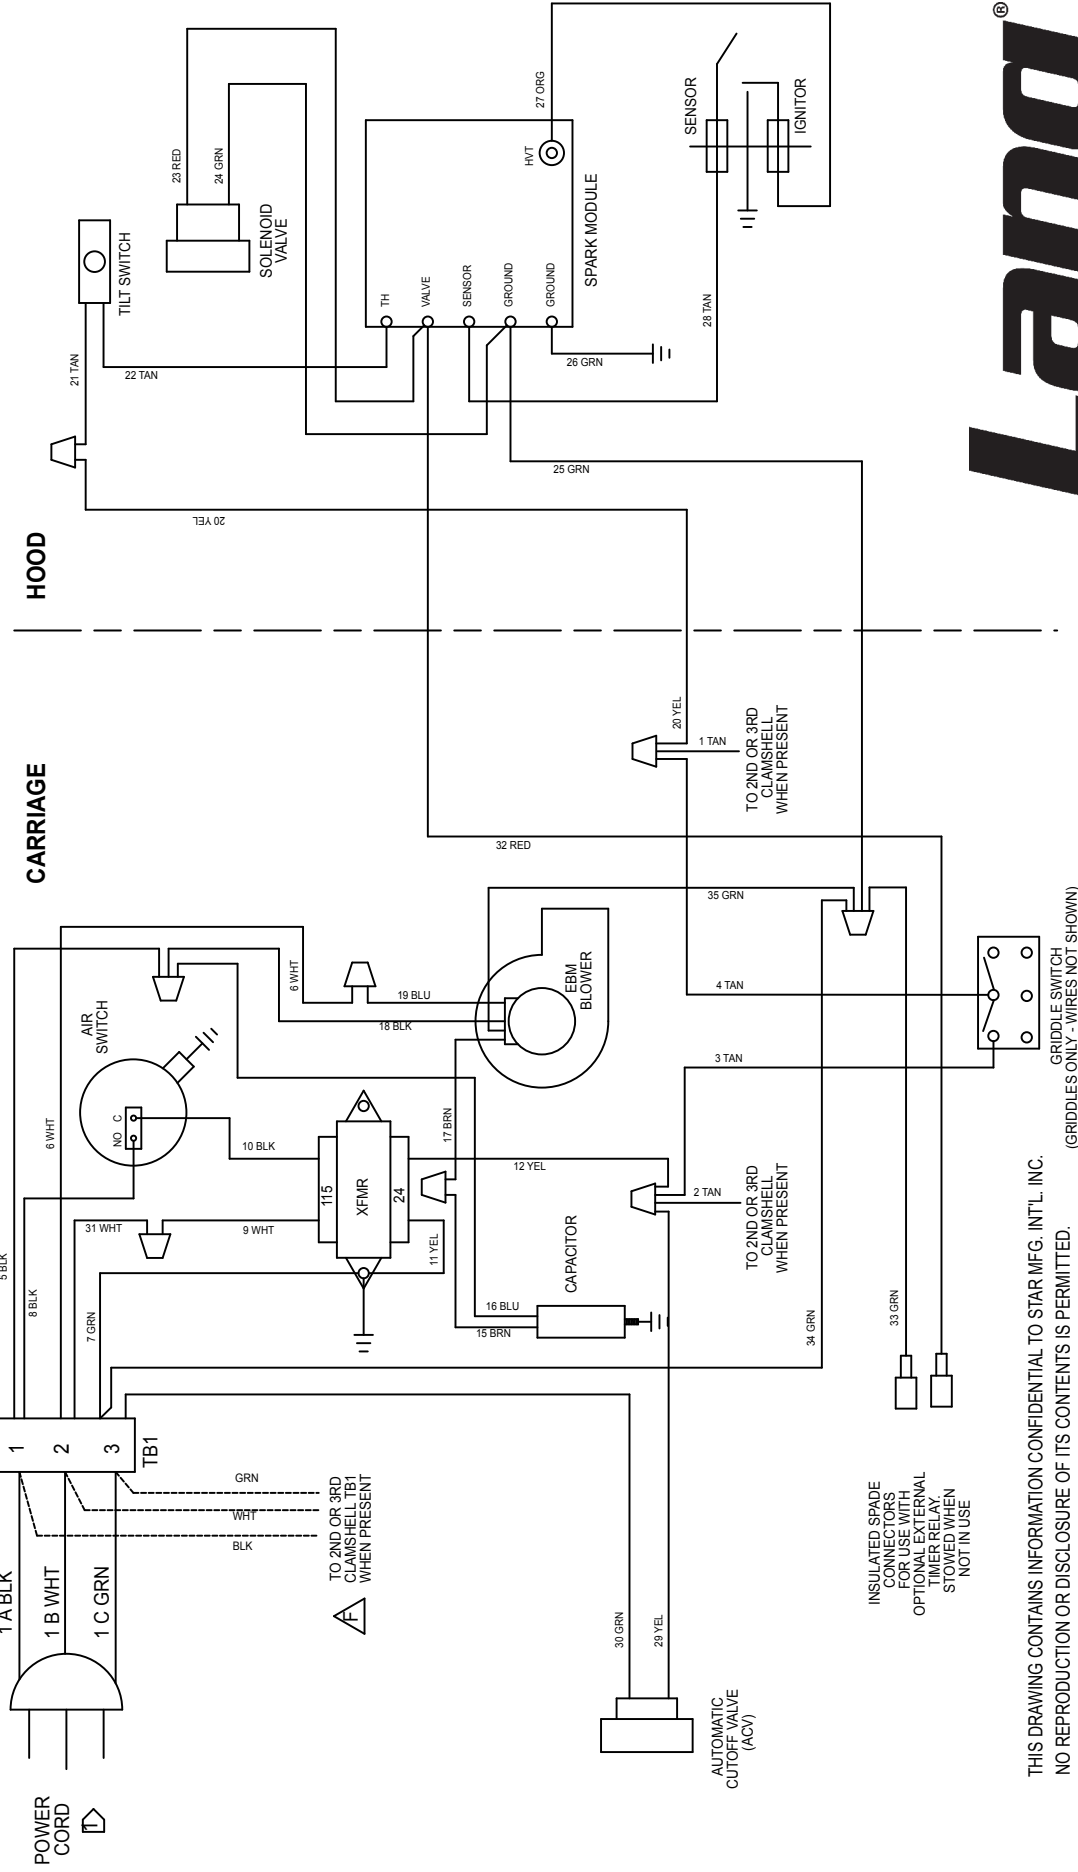 HOOD
CARRIAGE
POWER
CORD
1
1 A BLK
1 B WHT
1 C GRN
1
2
3
TB1
GRN
WHT
BLK
TO 2ND OR 3RD
CLAMSHELL TB1
WHEN PRESENT
F
5 BLK
8 BLK
6 WHT
31 WHT
7 GRN
9 WHT
10 BLK
AIR
SWITCH
NO
C
115
XFMR
24
11 YEL
12 YEL
6 WHT
19 BLU
18 BLK
17 BRN
EBM
BLOWER
16 BLU
15 BRN
CAPACITOR
30 GRN
29 YEL
AUTOMATIC
CUTOFF VALVE
(ACV)
2 TAN
TO 2ND OR 3RD
CLAMSHELL
WHEN PRESENT
3 TAN
4 TAN
35 GRN
34 GRN
33 GRN
32 RED
20 YEL
1 TAN
TO 2ND OR 3RD
CLAMSHELL
WHEN PRESENT
GRIDDLE SWITCH
(GRIDDLES ONLY - WIRES NOT SHOWN)
INSULATED SPADE
CONNECTORS
FOR USE WITH
OPTIONAL EXTERNAL
TIMER RELAY.
STOWED WHEN
NOT IN USE
20 YEL
21 TAN
22 TAN
TILT SWITCH
23 RED
24 GRN
SOLENOID
VALVE
TH
VALVE
SENSOR
GROUND
GROUND
HVT
SPARK MODULE
25 GRN
26 GRN
27 ORG
28 TAN
SENSOR
IGNITOR
Lang®
THIS DRAWING CONTAINS INFORMATION CONFIDENTIAL TO STAR MFG. INT'L. INC.
NO REPRODUCTION OR DISCLOSURE OF ITS CONTENTS IS PERMITTED.